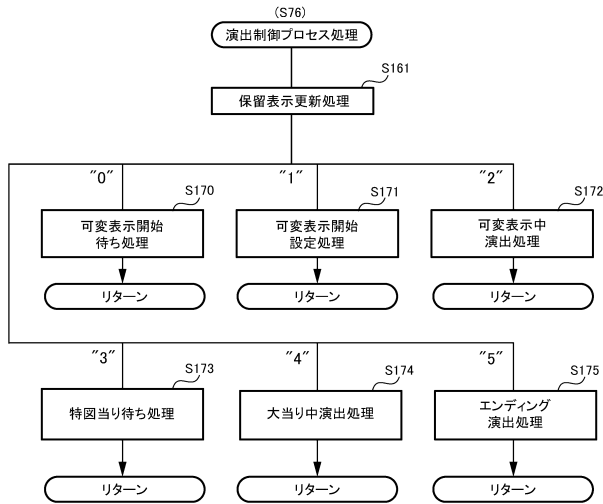 (S76)
演出制御プロセス処理
S161
保留表示更新処理
"0"
"1"
"2"
S170
S171
S172
可変表示開始
待ち処理
可変表示開始
設定処理
可変表示中
演出処理
リターン
リターン
リターン
"3"
"4"
"5"
S173
S174
S175
特図当り待ち処理
大当り中演出処理
エンディング
演出処理
リターン
リターン
リターン